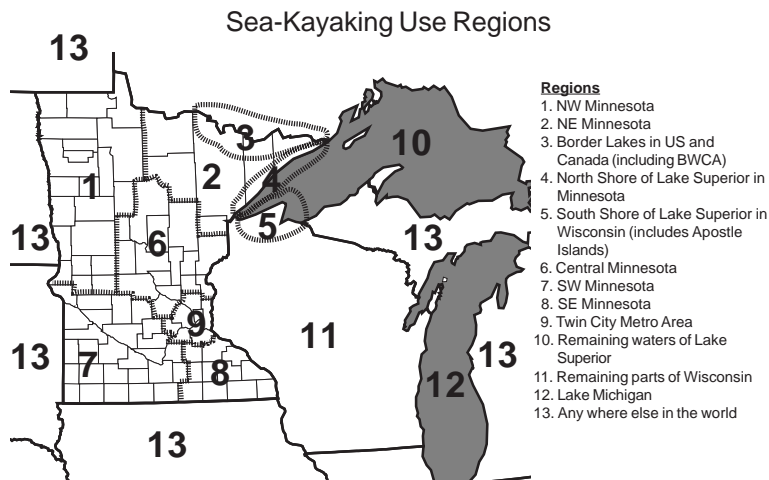 Sea-Kayaking Use Regions
13
3
10
1
2
4
13
6
5
13
11
9
13
7
8
12
13
13
Regions
1. NW Minnesota
2. NE Minnesota
3. Border Lakes in US and
Canada (including BWCA)
4. North Shore of Lake Superior in
Minnesota
5. South Shore of Lake Superior in
Wisconsin (includes Apostle
Islands)
6. Central Minnesota
7. SW Minnesota
8. SE Minnesota
9. Twin City Metro Area
10. Remaining waters of Lake
Superior
11. Remaining parts of Wisconsin
12. Lake Michigan
13. Any where else in the world